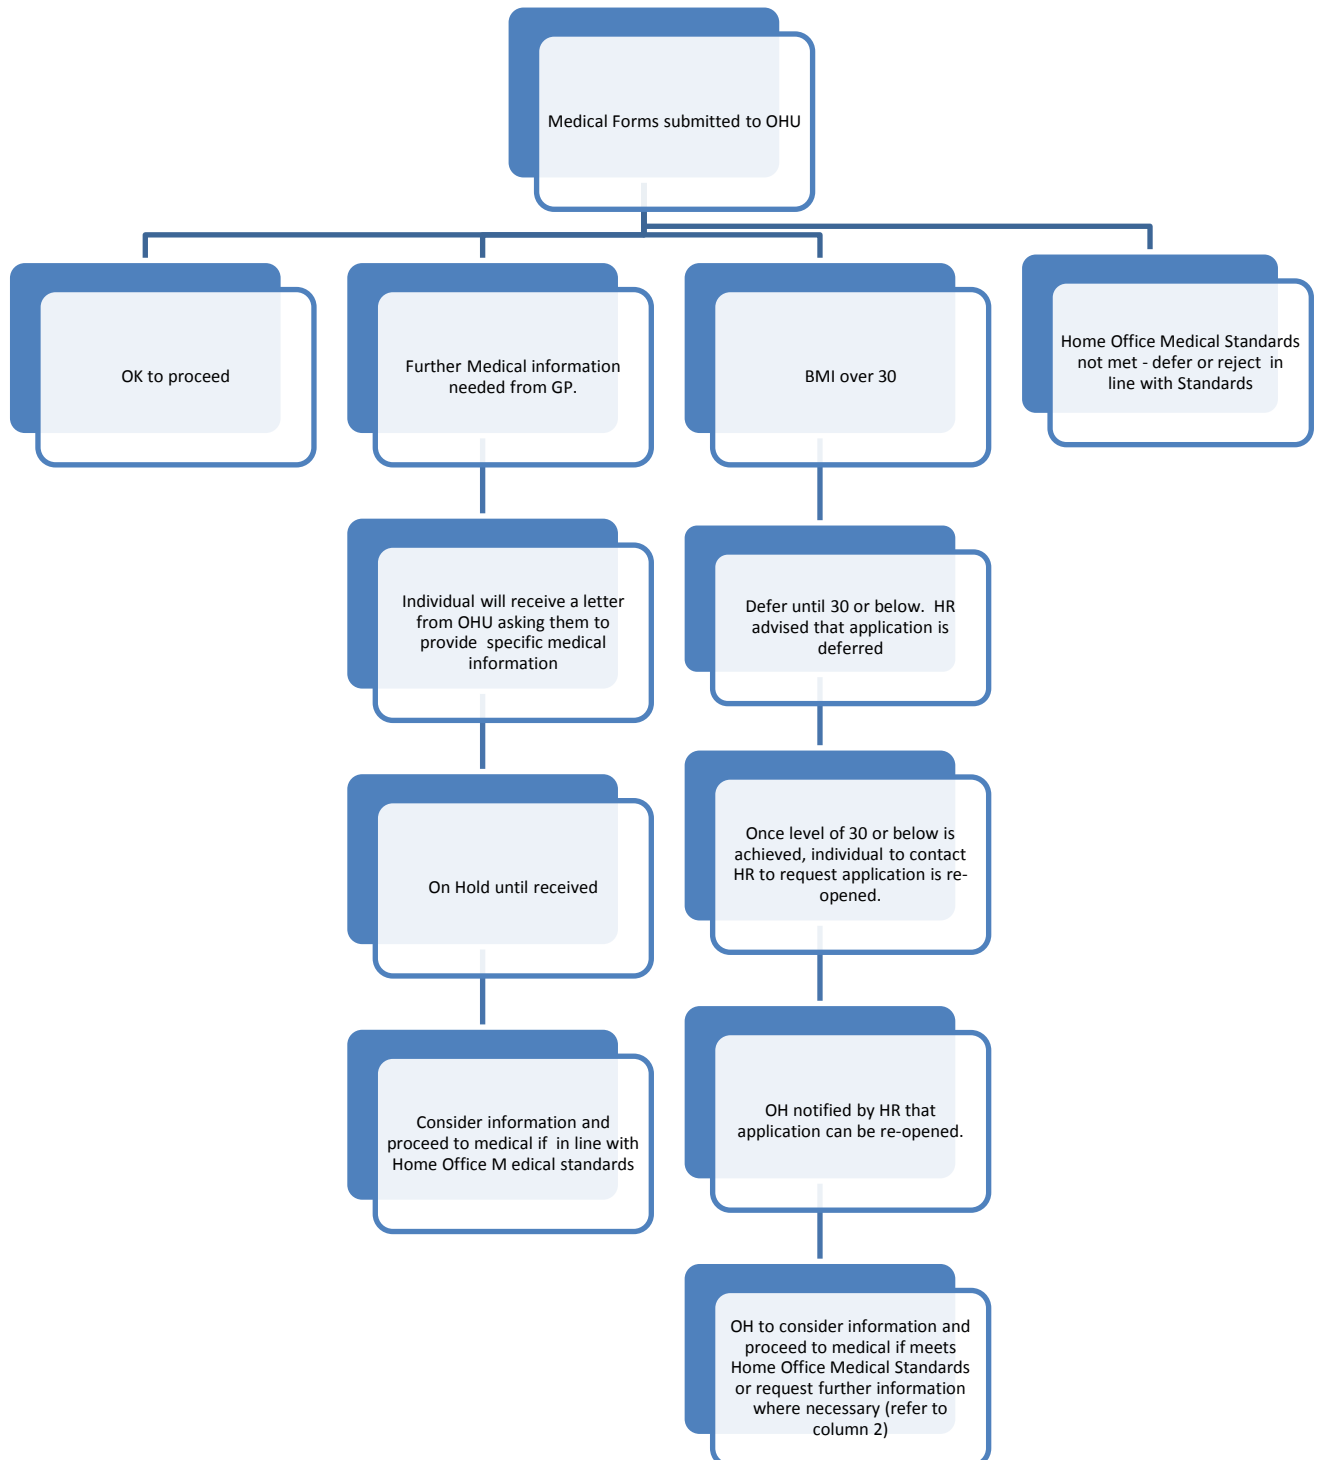 Medical Forms submitted to OHU
OK to proceed
Further Medical information
needed from GP.
BMI over 30
Home Office Medical Standards
not met - defer or reject in
line with Standards
Individual will receive a letter
from OHU asking them to
provide specific medical
information
Defer until 30 or below. HR
advised that application is
deferred
On Hold until received
Once level of 30 or below is
achieved, individual to contact
HR to request application is re-
opened.
Consider information and
proceed to medical if in line with
Home Office M edical standards
OH notified by HR that
application can be re-opened.
OH to consider information and
proceed to medical if meets
Home Office Medical Standards
or request further information
where necessary (refer to
column 2)